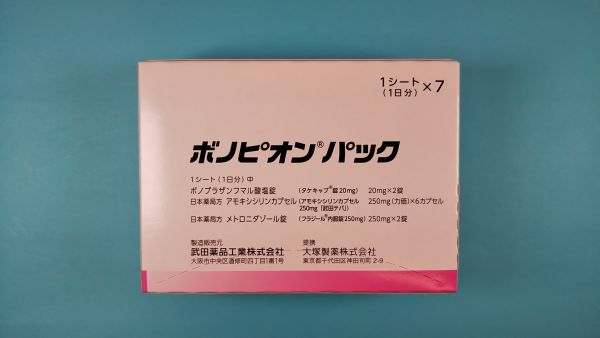 1シート ×7
(1日分)
ボノピオン®パック
1シート(1日分)中
ボノプラザンフマル酸塩錠 (タケキャブ®錠20mg) 20mg×2錠
日本薬局方 アモキシシリンカプセル (アモキシシリンカプセル 250mg(力価)×6カプセル
250mg「武田テバ」)
日本薬局方 メトロニダゾール錠 (フラジール®内服錠250mg) 250mg×2錠
製造販売元
武田薬品工業株式会社
大阪市中央区道修町四丁目1番1号
提携
大塚製薬株式会社
東京都千代田区神田司町2-9